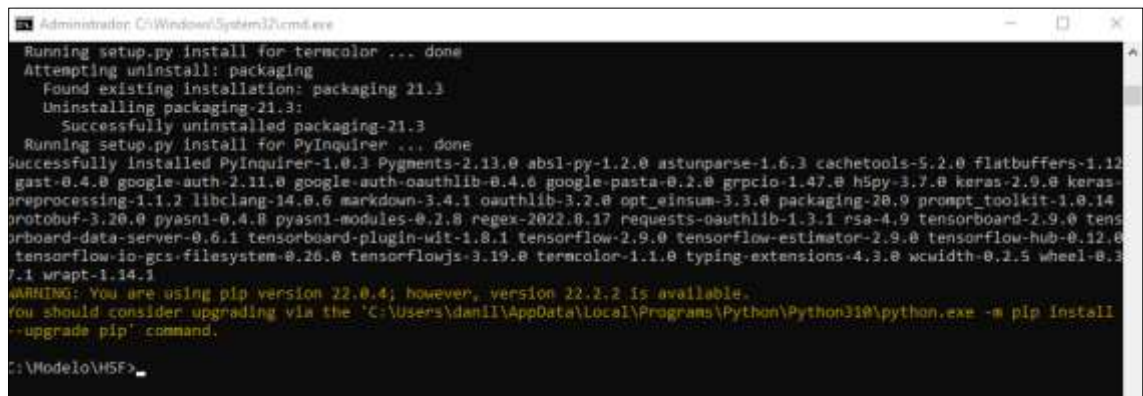 Administrador: C:\Windows\System32\cmd.exe
Running setup.py install for termcolor ... done
Attempting uninstall: packaging
Found existing installation: packaging 21.3
Uninstalling packaging-21.3:
Successfully uninstalled packaging-21.3
Running setup.py install for PyInquirer ... done
Successfully installed PyInquirer-1.0.3 Pygments-2.13.0 absl-py-1.2.0 astunparse-1.6.3 cachetools-5.2.0 flatbuffers-1.12
gast-0.4.0 google-auth-2.11.0 google-auth-oauthlib-0.4.6 google-pasta-0.2.0 grpcio-1.47.0 h5py-3.7.0 keras-2.9.0 keras-
preprocessing-1.1.2 libclang-14.0.6 markdown-3.4.1 oauthlib-3.2.0 opt_einsum-3.3.0 packaging-20.9 prompt_toolkit-1.0.14
protobuf-3.20.0 pyasn1-0.4.8 pyasn1-modules-0.2.8 regex-2022.8.17 requests-oauthlib-1.3.1 rsa-4.9 tensorboard-2.9.0 tens
orboard-data-server-0.6.1 tensorboard-plugin-wit-1.8.1 tensorflow-2.9.0 tensorflow-estimator-2.9.0 tensorflow-hub-0.12.0
tensorflow-io-gcs-filesystem-0.26.0 tensorflowjs-3.19.0 termcolor-1.1.0 typing-extensions-4.3.0 wcwidth-0.2.5 wheel-0.3
7.1 wrapt-1.14.1
WARNING: You are using pip version 22.0.4; however, version 22.2.2 is available.
You should consider upgrading via the 'C:\Users\danil\AppData\Local\Programs\Python\Python310\python.exe -m pip install
--upgrade pip' command.
C:\Modelo\H5F>